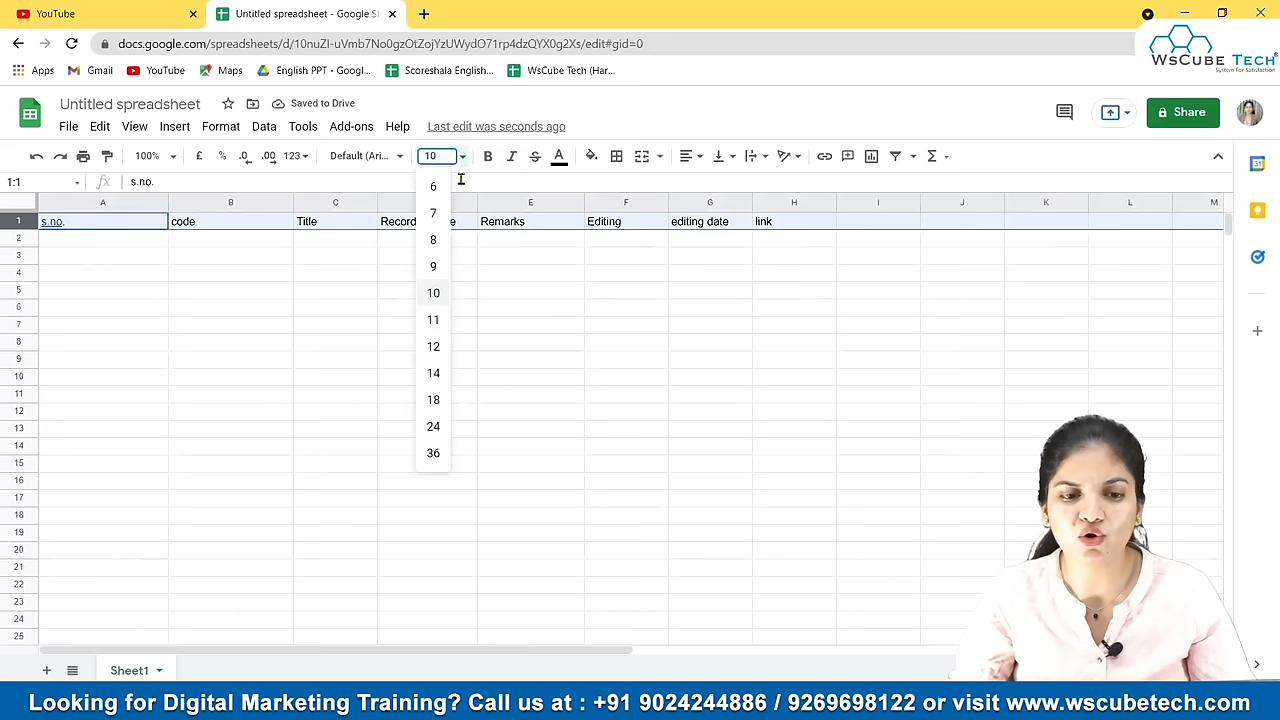 YouTube
Untitled spreadsheet - Google S
docs.google.com/spreadsheets/d/10nuZI-uVmb7No0gzOtZojYzUWydO71rp4dzQYX0g2Xs/edit#gid=0
Apps Gmail YouTube Maps English PPT - Googl... Scoreshala English... WsCube Tech (Har...
WsCube Tech
System For Satisfaction
Untitled spreadsheet Saved to Drive
File Edit View Insert Format Data Tools Add-ons Help Last edit was seconds ago
Share
100% £ % .0 .00 123 Default (Ari... 10 B I S A Σ
1:1 fx s.no.
A B C E F G H I J K L M
1 s.no. code Title Record Remarks Editing editing date link
2
3
4
5
6
7
8
9
10
11
12
13
14
15
16
17
18
19
20
21
22
23
24
25
6
7
8
9
10
11
12
14
18
24
36
31
Sheet1
Looking for Digital Marketing Training? Call us at : +91 9024244886 / 9269698122 or visit www.wscubetech.com